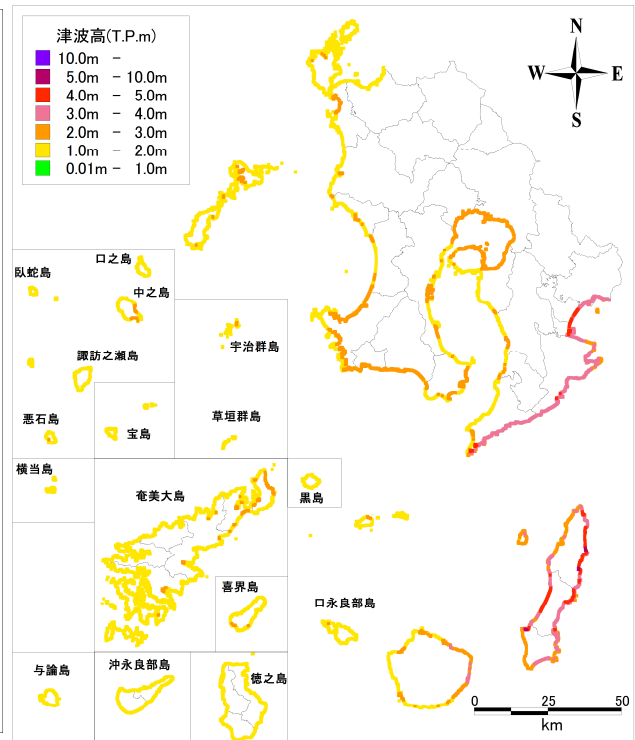 津波高(T.P.m)
10.0m -
5.0m - 10.0m
4.0m - 5.0m
3.0m - 4.0m
2.0m - 3.0m
1.0m - 2.0m
0.01m - 1.0m
N
W E
S
口之島
臥蛇島
中之島
宇治群島
諏訪之瀬島
悪石島
宝島
草垣群島
横当島
奄美大島
黒島
喜界島
口永良部島
与論島
沖永良部島
徳之島
0 25 50
km